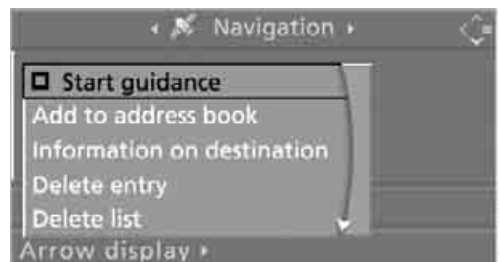 Navigation
Start guidance
Add to address book
Information on destination
Delete entry
Delete list
Arrow display